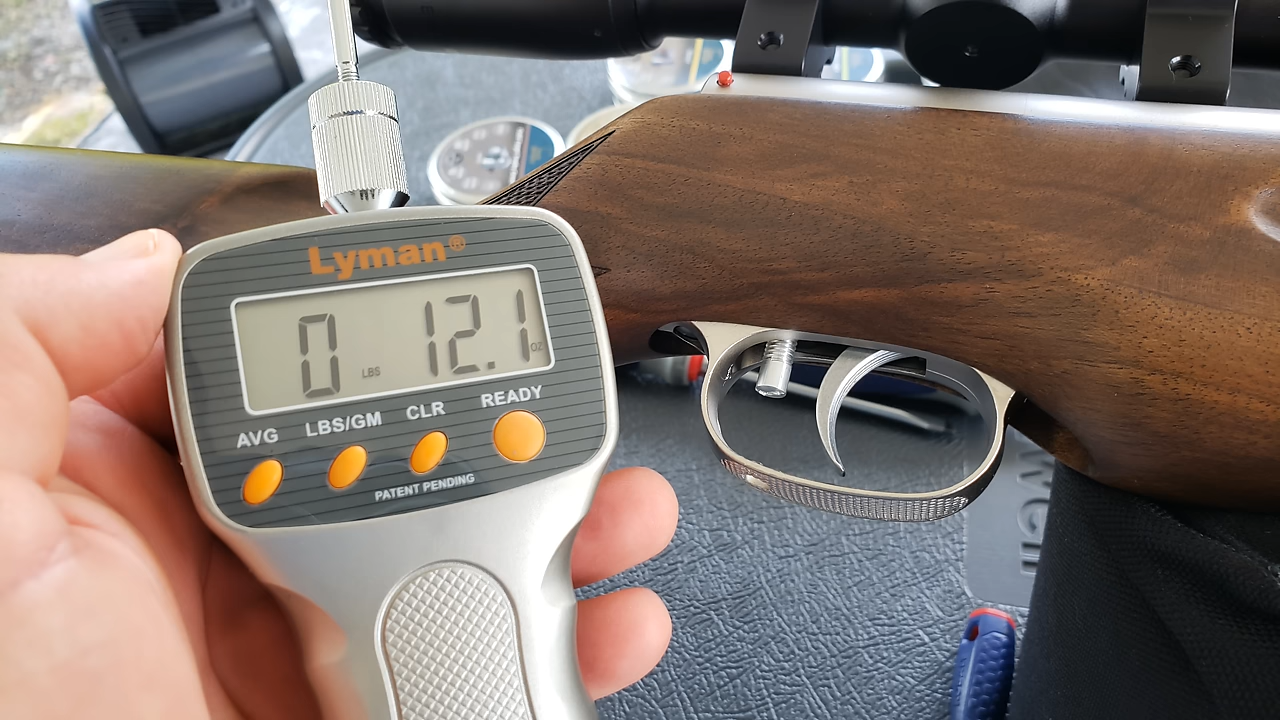 Lyman®
0 LBS 12.1 OZ
AVG LBS/GM CLR READY
PATENT PENDING